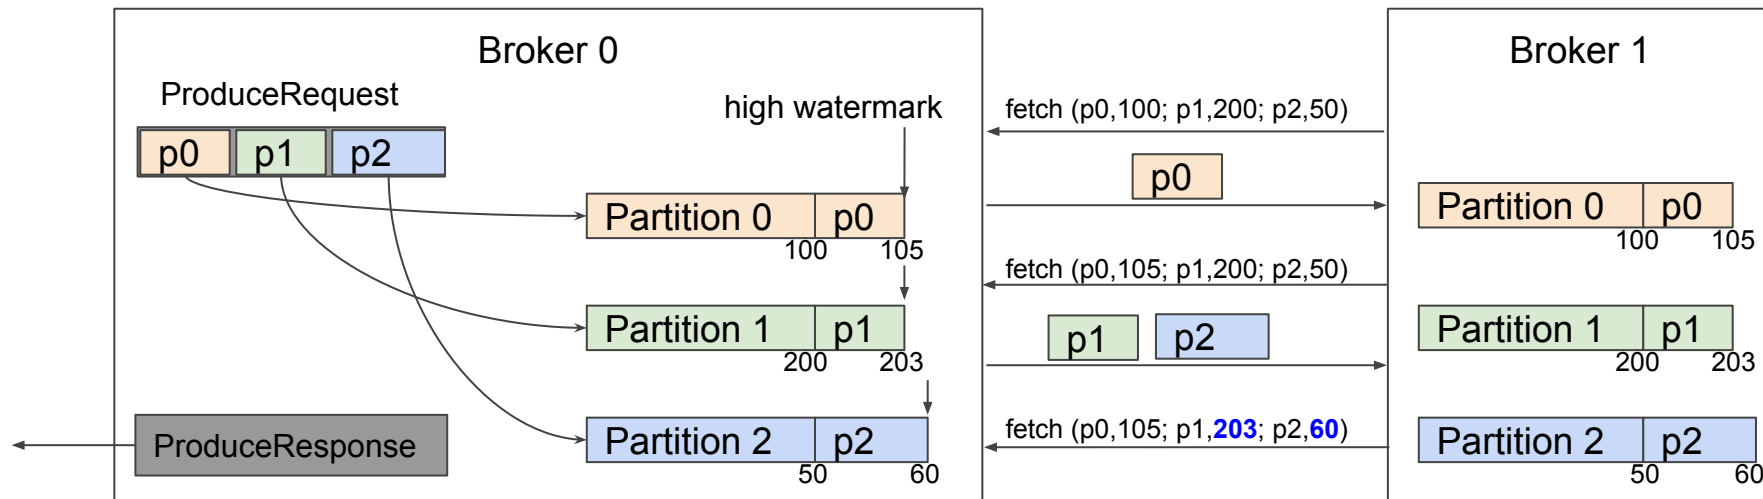 Broker 0
ProduceRequest
p0 p1 p2
high watermark
Partition 0 p0
100 105
Partition 1 p1
200 203
Partition 2 p2
50 60
ProduceResponse
fetch (p0,100; p1,200; p2,50)
p0
fetch (p0,105; p1,200; p2,50)
p1 p2
fetch (p0,105; p1,203; p2,60)
Broker 1
Partition 0 p0
100 105
Partition 1 p1
200 203
Partition 2 p2
50 60